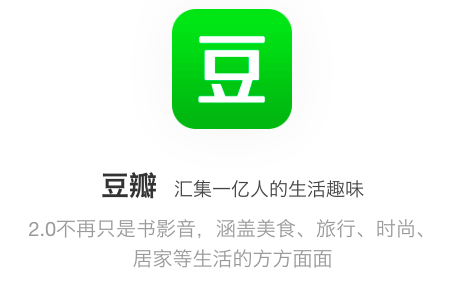 豆
豆瓣 汇集一亿人的生活趣味
2.0不再只是书影音，涵盖美食、旅行、时尚、
居家等生活的方方面面